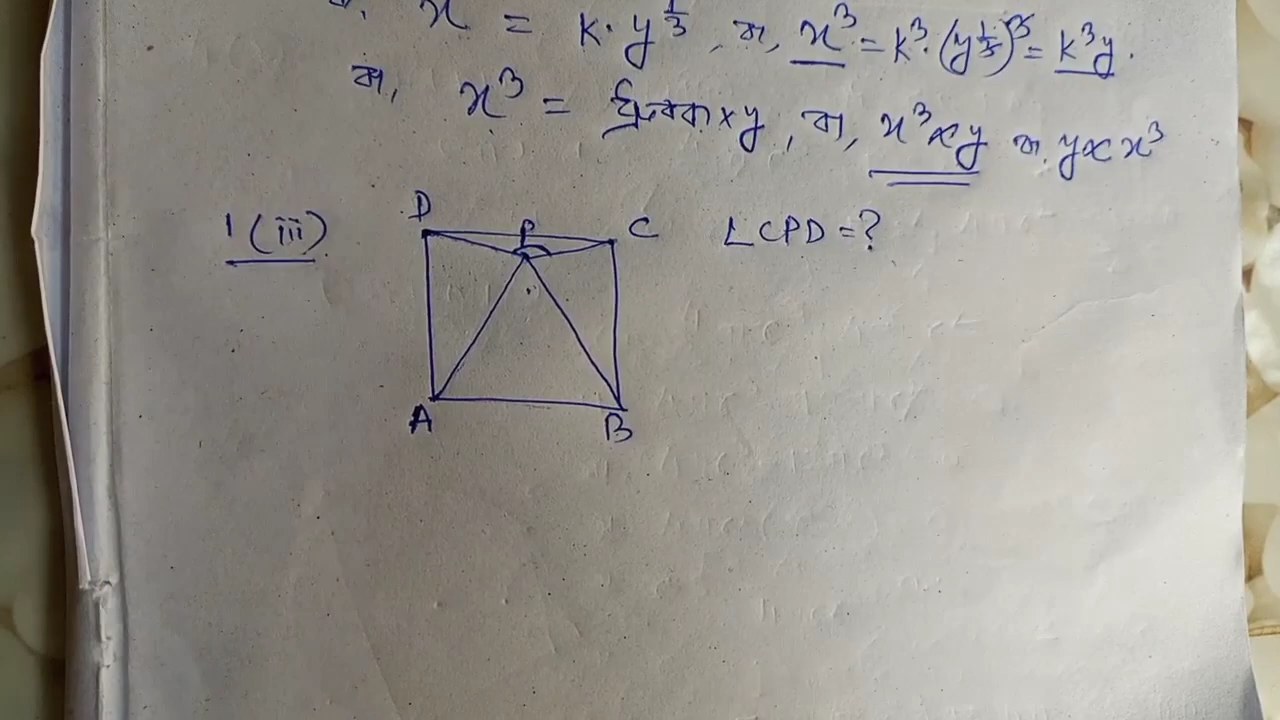 x = k·y^{1/3}, বা, x³ = k³·(y^{1/3})³ = k³y.
বা, x³ = ধ্রুবক × y, বা, x³ ∝ y বা, y ∝ x³
1(iii) D P C ∠CPD = ?
A B